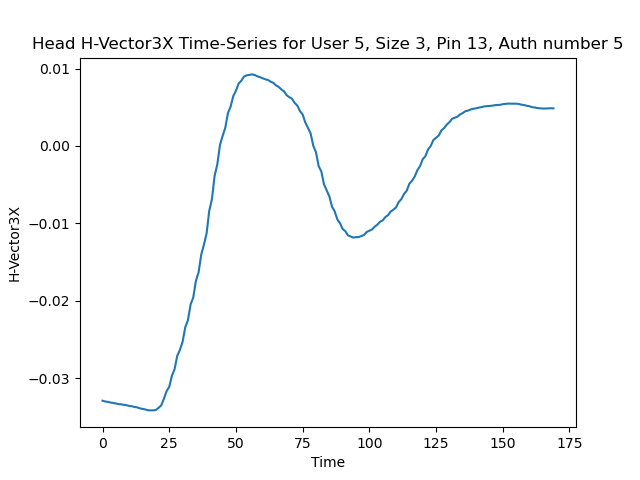 Head H-Vector3X Time-Series for User 5, Size 3, Pin 13, Auth number 5
0.01
0.00
−0.01
−0.02
−0.03
H-Vector3X
0 25 50 75 100 125 150 175
Time